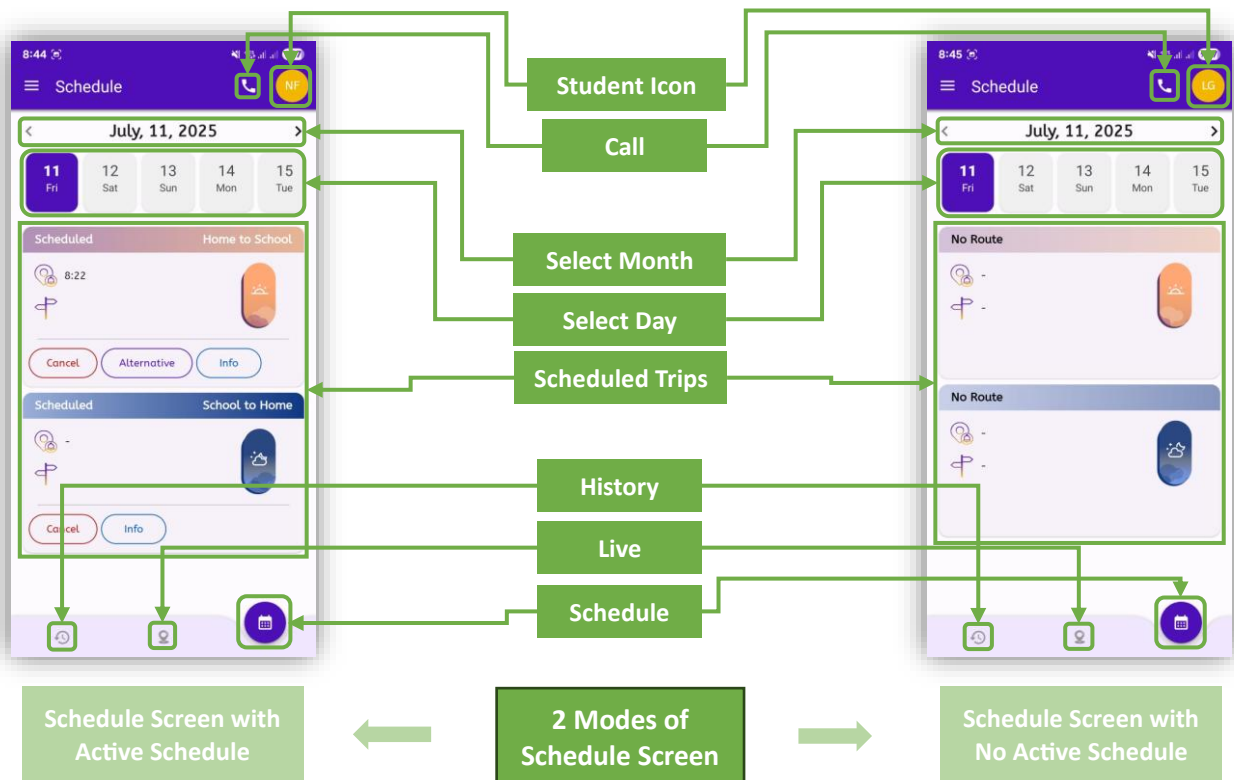 8:44
Schedule
NF
July, 11, 2025
11
Fri
12
Sat
13
Sun
14
Mon
15
Tue
Scheduled
Home to School
8:22
Cancel
Alternative
Info
Scheduled
School to Home
-
Cancel
Info
Student Icon
Call
Select Month
Select Day
Scheduled Trips
History
Live
Schedule
8:45
Schedule
LG
July, 11, 2025
11
Fri
12
Sat
13
Sun
14
Mon
15
Tue
No Route
-
-
No Route
-
-
Schedule Screen with
Active Schedule
2 Modes of
Schedule Screen
Schedule Screen with
No Active Schedule